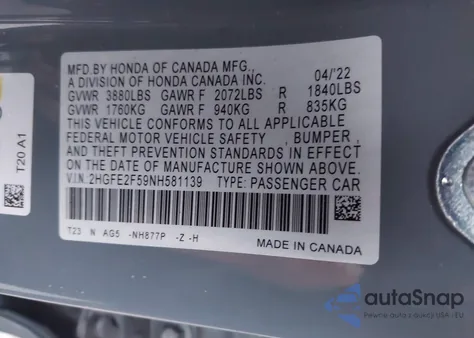 MFD.BY HONDA OF CANADA MFG.,
A DIVISION OF HONDA CANADA INC. 04/'22
GVWR 3880LBS GAWR F 2072LBS R 1840LBS
GVWR 1760KG GAWR F 940KG R 835KG
THIS VEHICLE CONFORMS TO ALL APPLICABLE
FEDERAL MOTOR VEHICLE SAFETY , BUMPER ,
AND THEFT PREVENTION STANDARDS IN EFFECT
ON THE DATE OF MANUFACTURE SHOWN ABOVE.
V.I.N. 2HGFE2F59NH581139 TYPE: PASSENGER CAR
T23 N AG5 -NH877P -Z -H
MADE IN CANADA
T20 A1
autoSnap